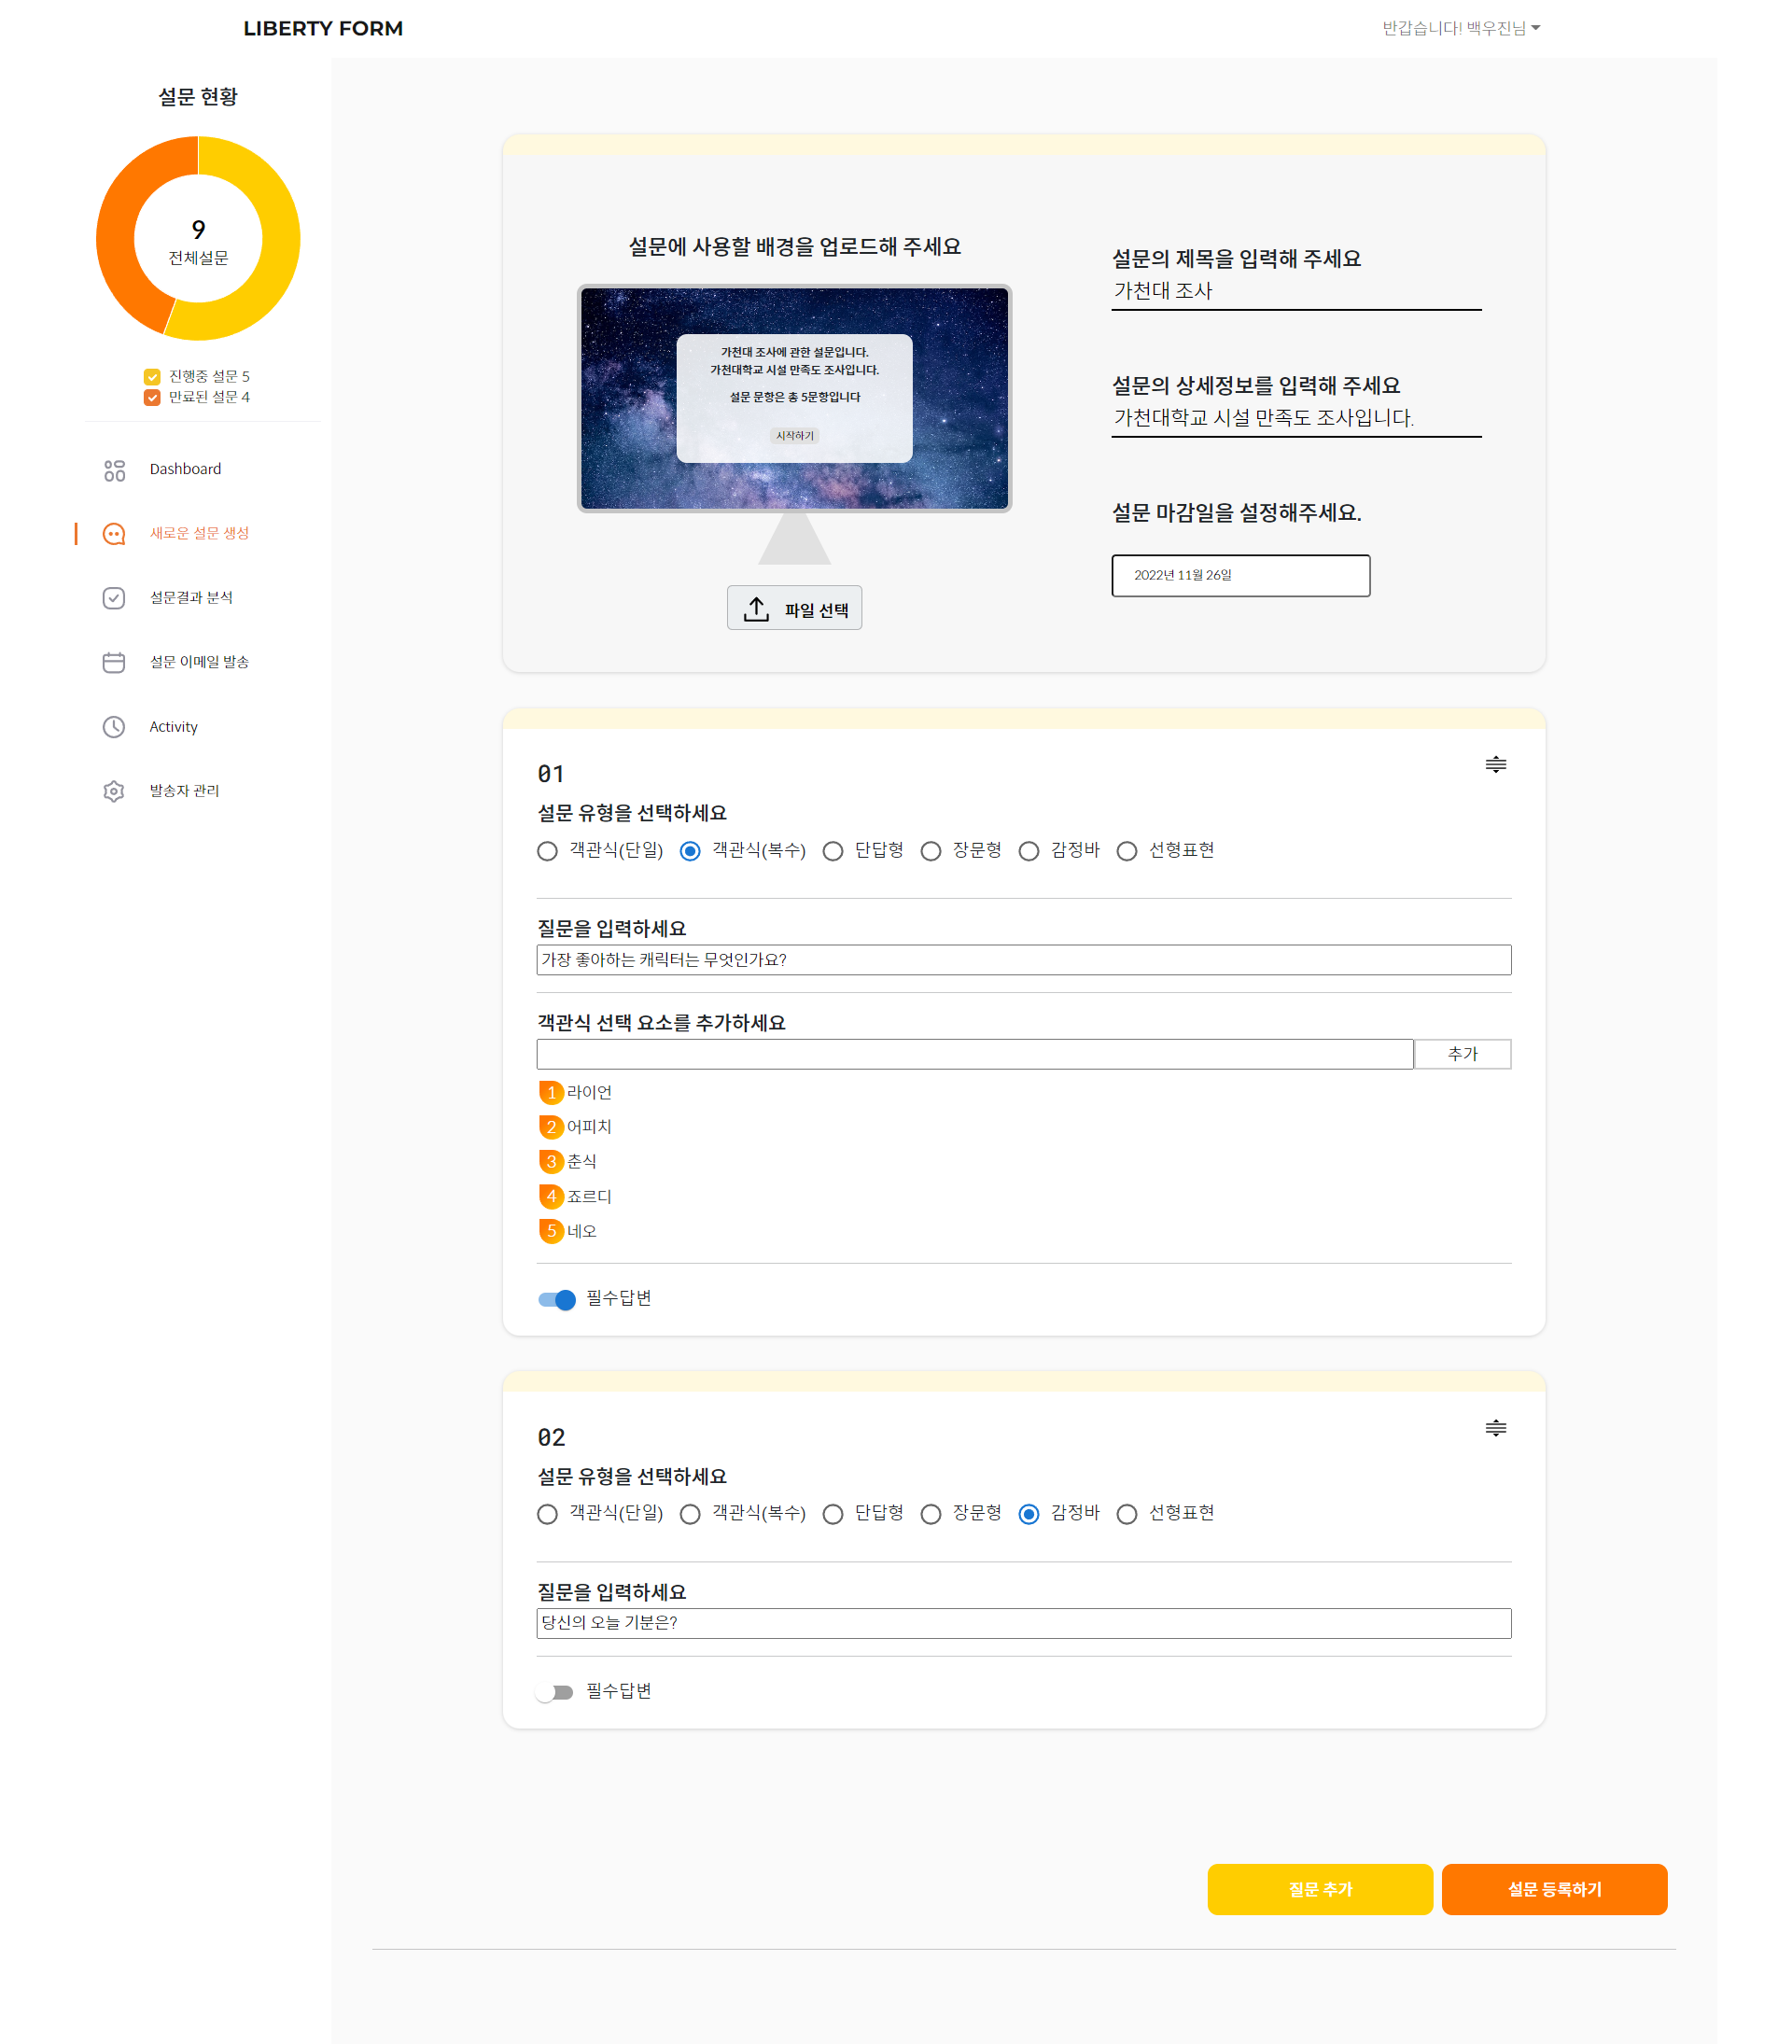 LIBERTY FORM
반갑습니다! 백우진님
설문 현황
9
전체설문
진행중 설문 5
만료된 설문 4
Dashboard
새로운 설문 생성
설문결과 분석
설문 이메일 발송
Activity
발송자 관리
설문에 사용할 배경을 업로드해 주세요
가천대 조사에 관한 설문입니다.
가천대학교 시설 만족도 조사입니다.
설문 문항은 총 5문항입니다
시작하기
파일 선택
설문의 제목을 입력해 주세요
가천대 조사
설문의 상세정보를 입력해 주세요
가천대학교 시설 만족도 조사입니다.
설문 마감일을 설정해주세요.
2022년 11월 26일
01
설문 유형을 선택하세요
객관식(단일) 객관식(복수) 단답형 장문형 감정바 선형표현
질문을 입력하세요
가장 좋아하는 캐릭터는 무엇인가요?
객관식 선택 요소를 추가하세요
추가
1 라이언
2 어피치
3 춘식
4 죠르디
5 네오
필수답변
02
설문 유형을 선택하세요
객관식(단일) 객관식(복수) 단답형 장문형 감정바 선형표현
질문을 입력하세요
당신의 오늘 기분은?
필수답변
질문 추가 설문 등록하기